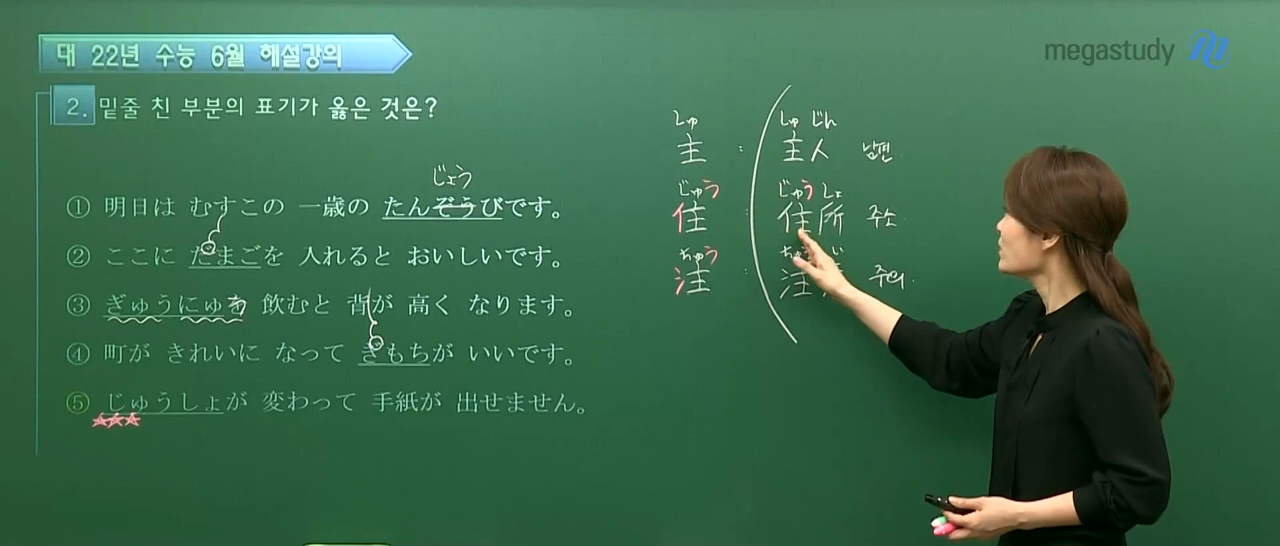 대 22년 수능 6월 해설강의
megastudy
2. 밑줄 친 부분의 표기가 옳은 것은?
じょう
① 明日は むすこの 一歳の たんぞうびです。
② ここに だまごを 入れると おいしいです。
③ ぎゅうにゅを 飲むと 背が 高く なります。
④ 町が きれいに なって ぎもちが いいです。
⑤ じゅうしょが 変わって 手紙が 出せません。
しゅ しゅ じん
主 : 主人 남편
じゅう じゅう しょ
住 : 住所 주소
ちゅう ちゅ
注 : 注 주의